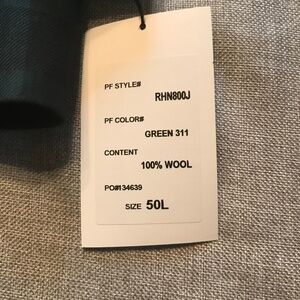 PF STYLE#
RHN800J
PF COLOR#
GREEN 311
CONTENT
100% WOOL
PO#134639
SIZE 50L